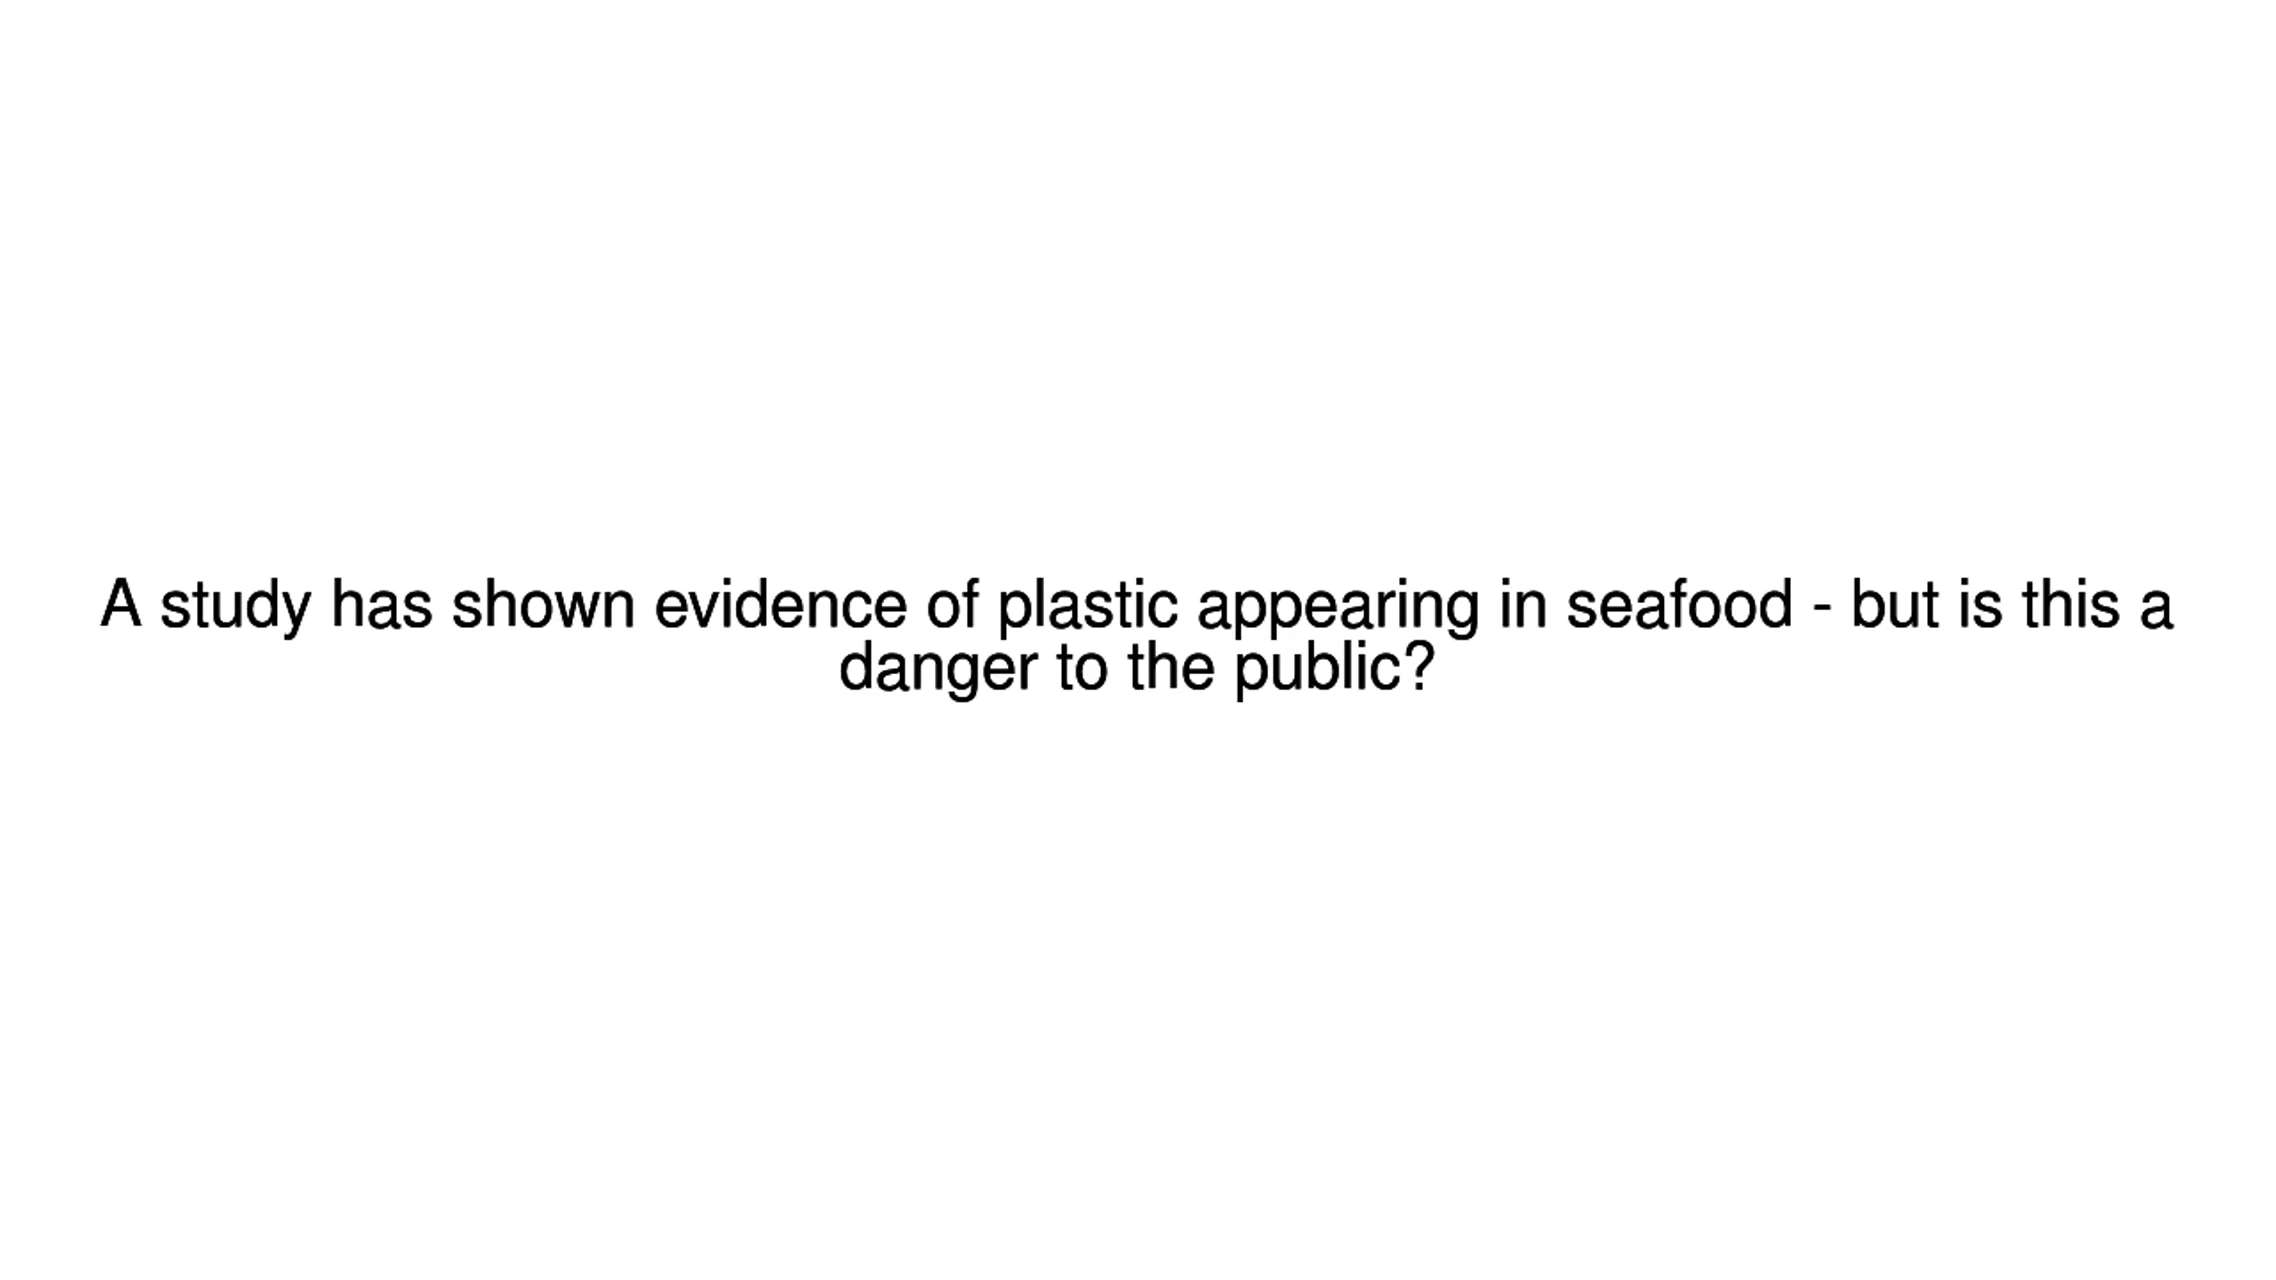 A study has shown evidence of plastic appearing in seafood - but is this a
danger to the public?